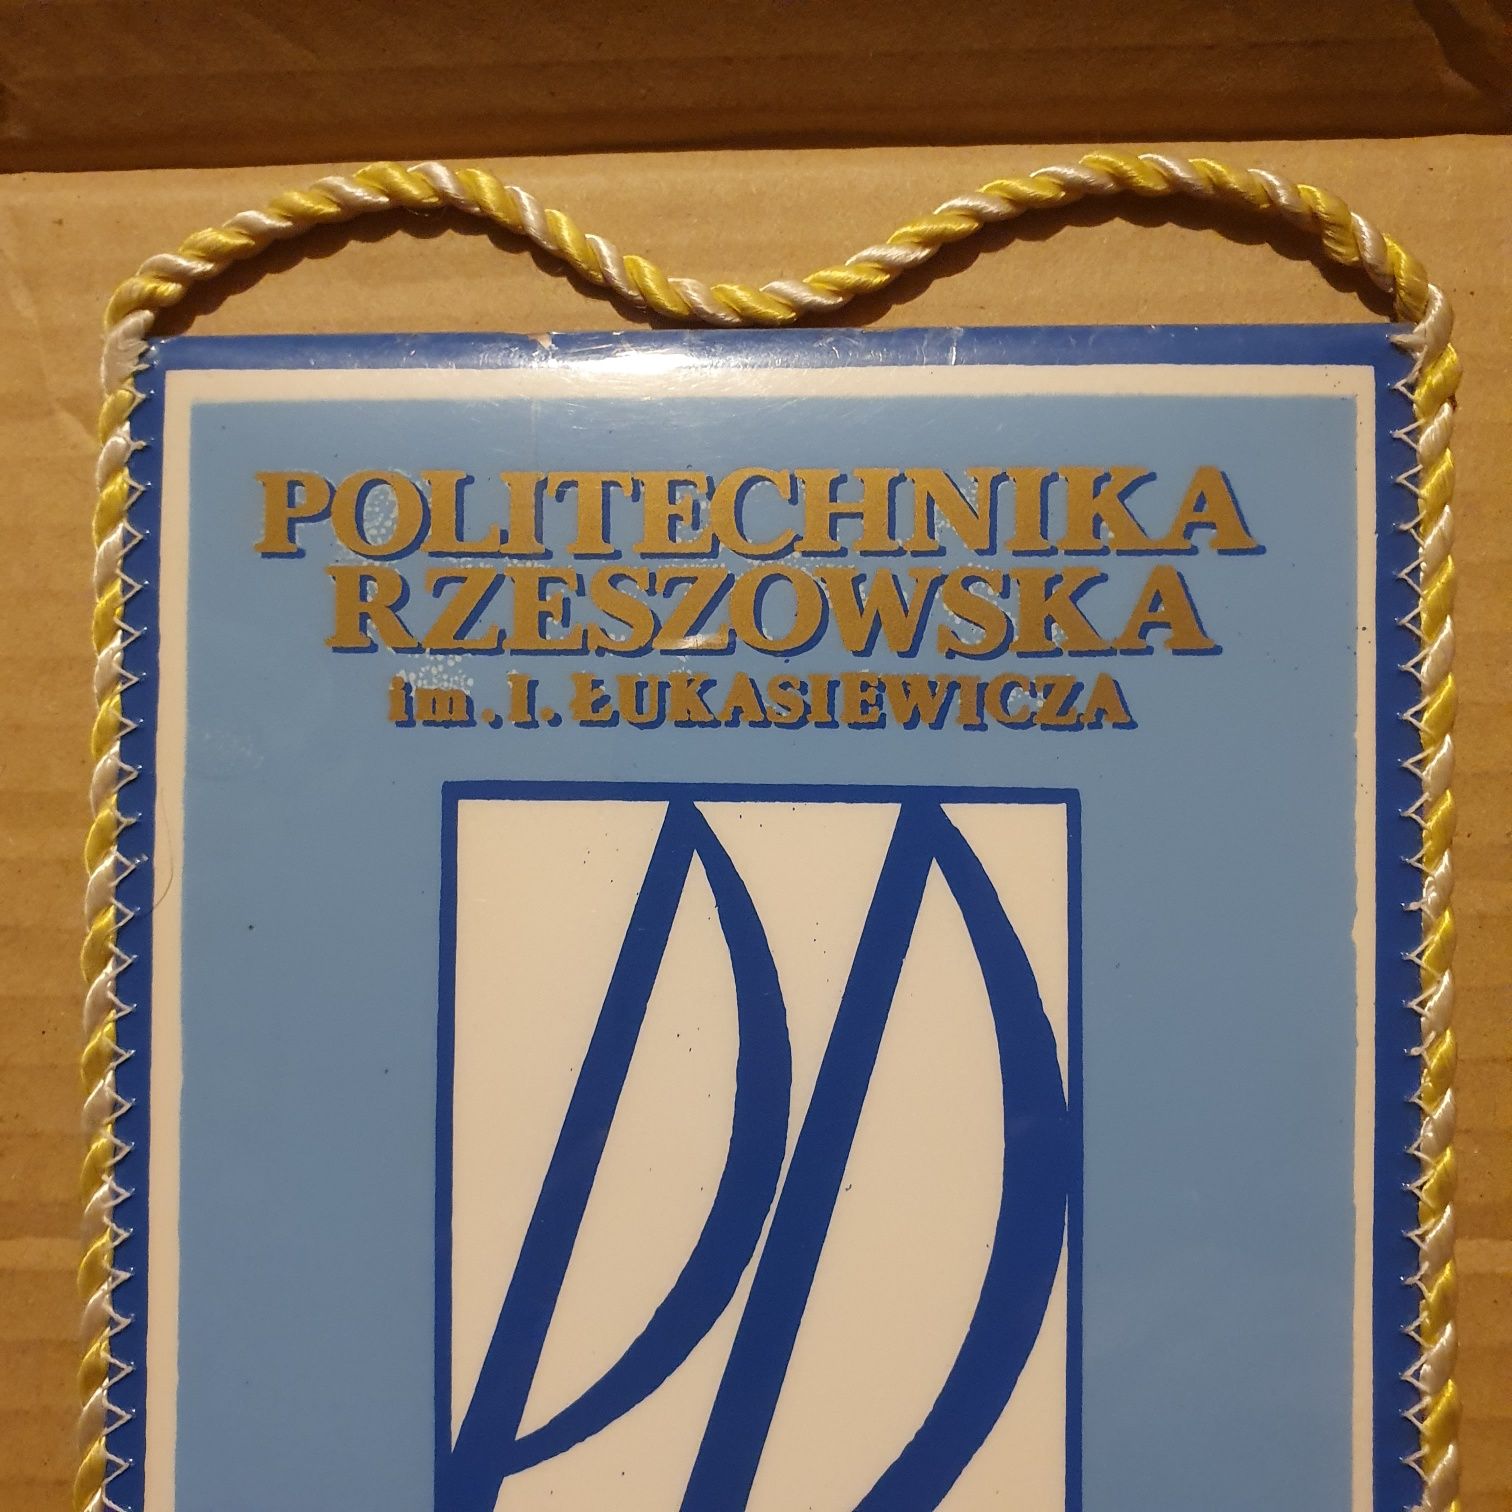 POLITECHNIKA
RZESZOWSKA
im. I. ŁUKASIEWICZA